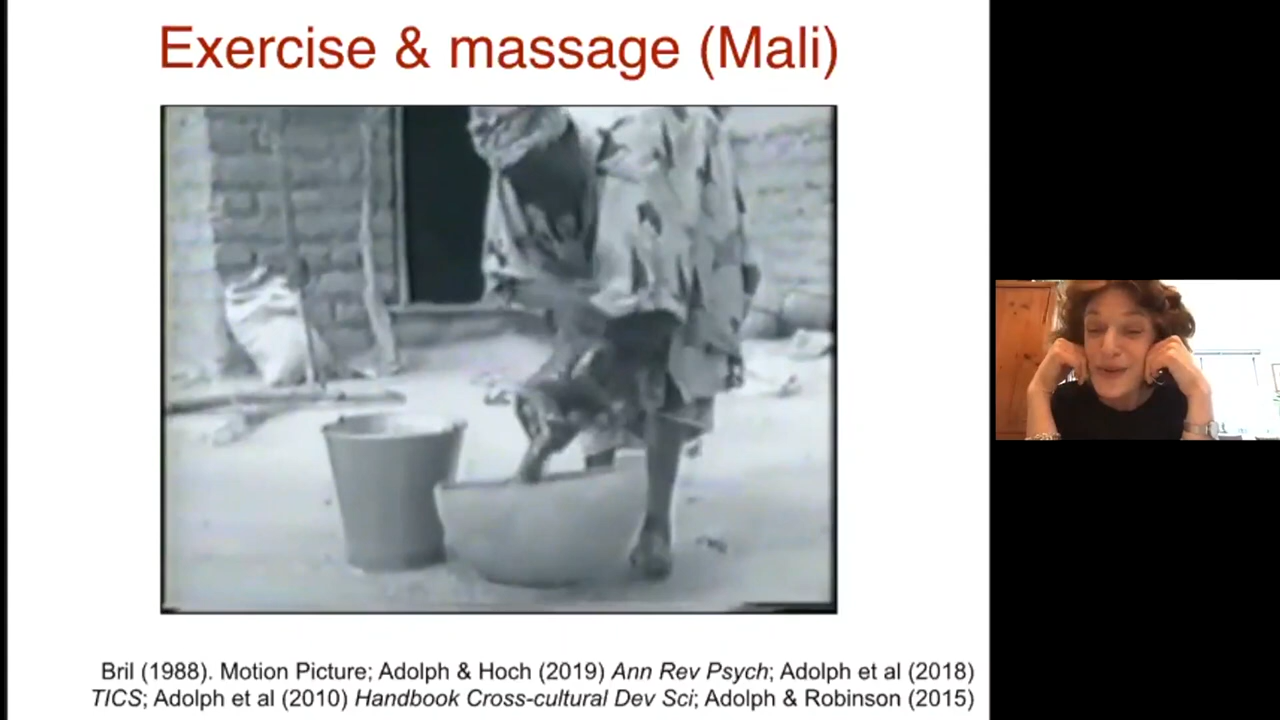 Exercise & massage (Mali)
Bril (1988). Motion Picture; Adolph & Hoch (2019) Ann Rev Psych; Adolph et al (2018)
TICS; Adolph et al (2010) Handbook Cross-cultural Dev Sci; Adolph & Robinson (2015)